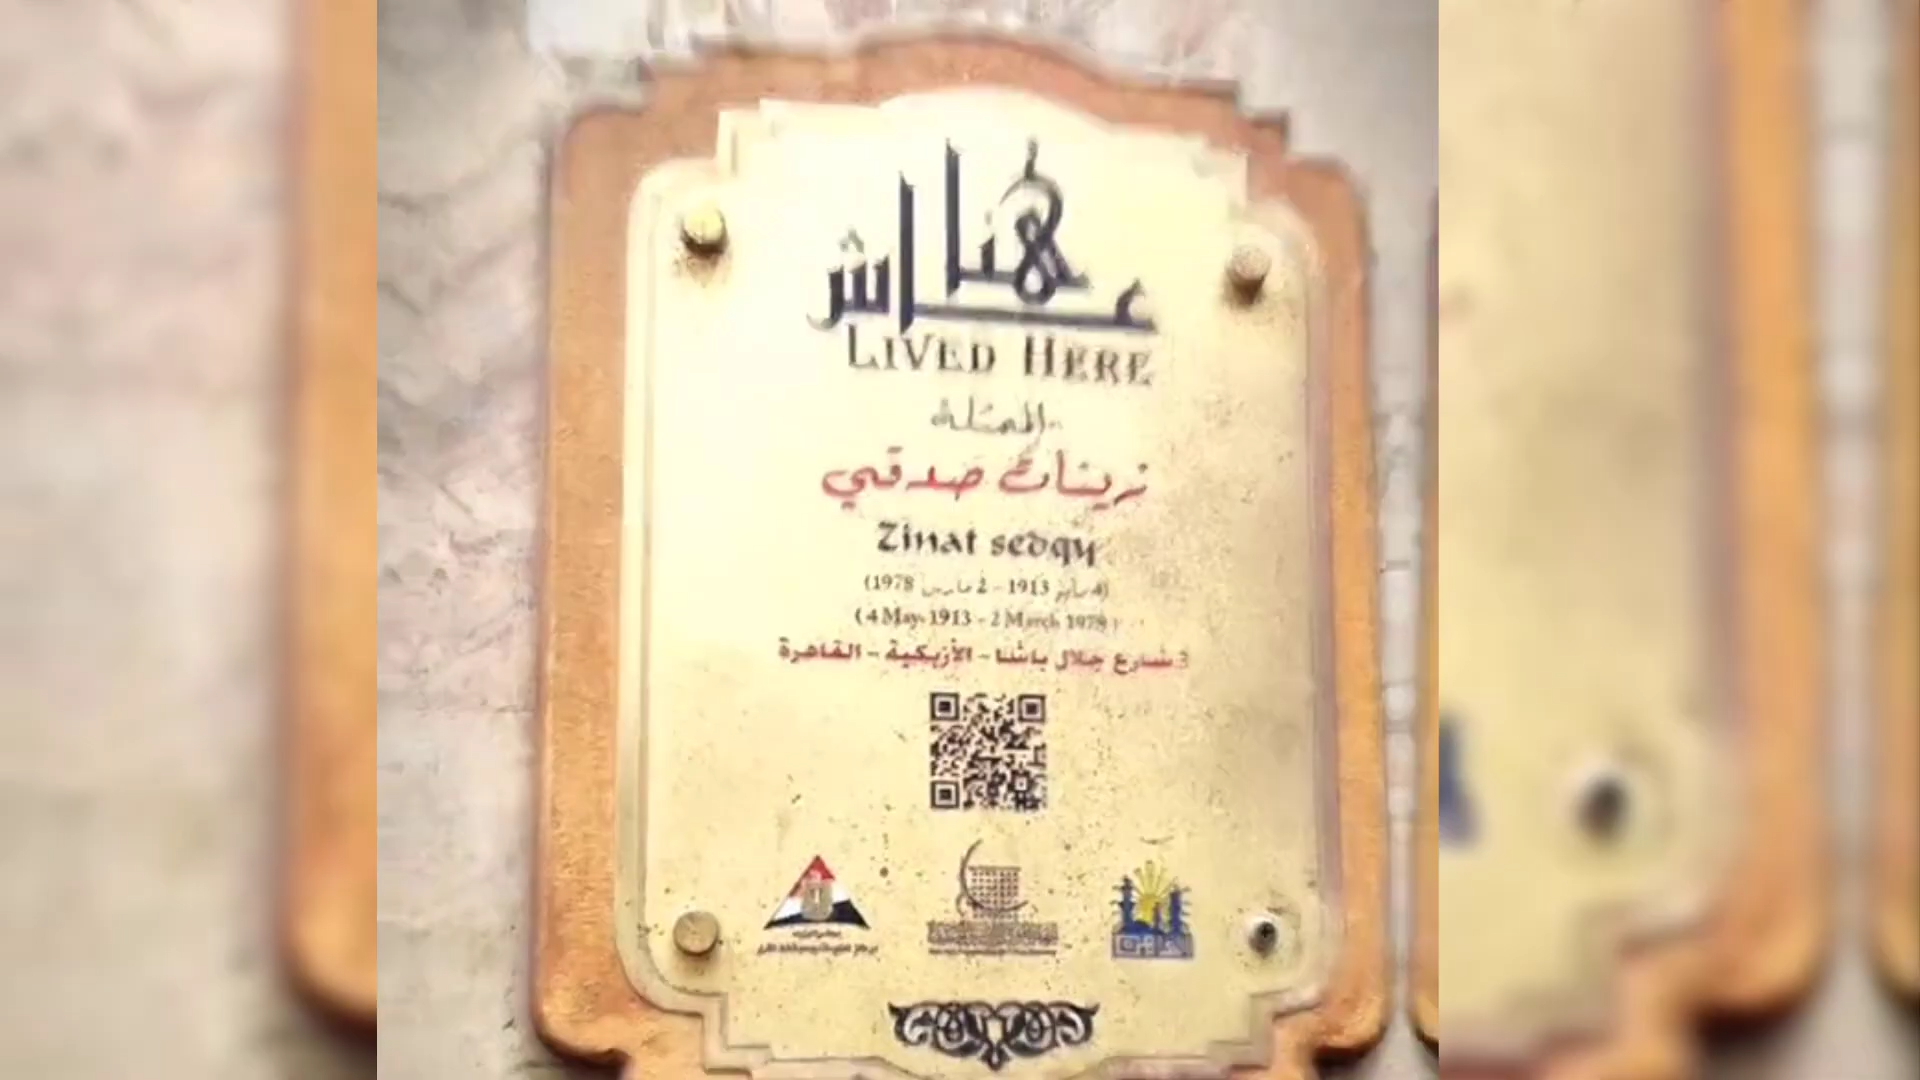 هنا
عاش
LIVED HERE
الممثلة
زينات صدقي
Zinat sedqy
(4 مايو 1913 - 2 مارس 1978)
(4 May 1913 - 2 March 1978)
3 شارع جلال باشا - الأزبكية - القاهرة